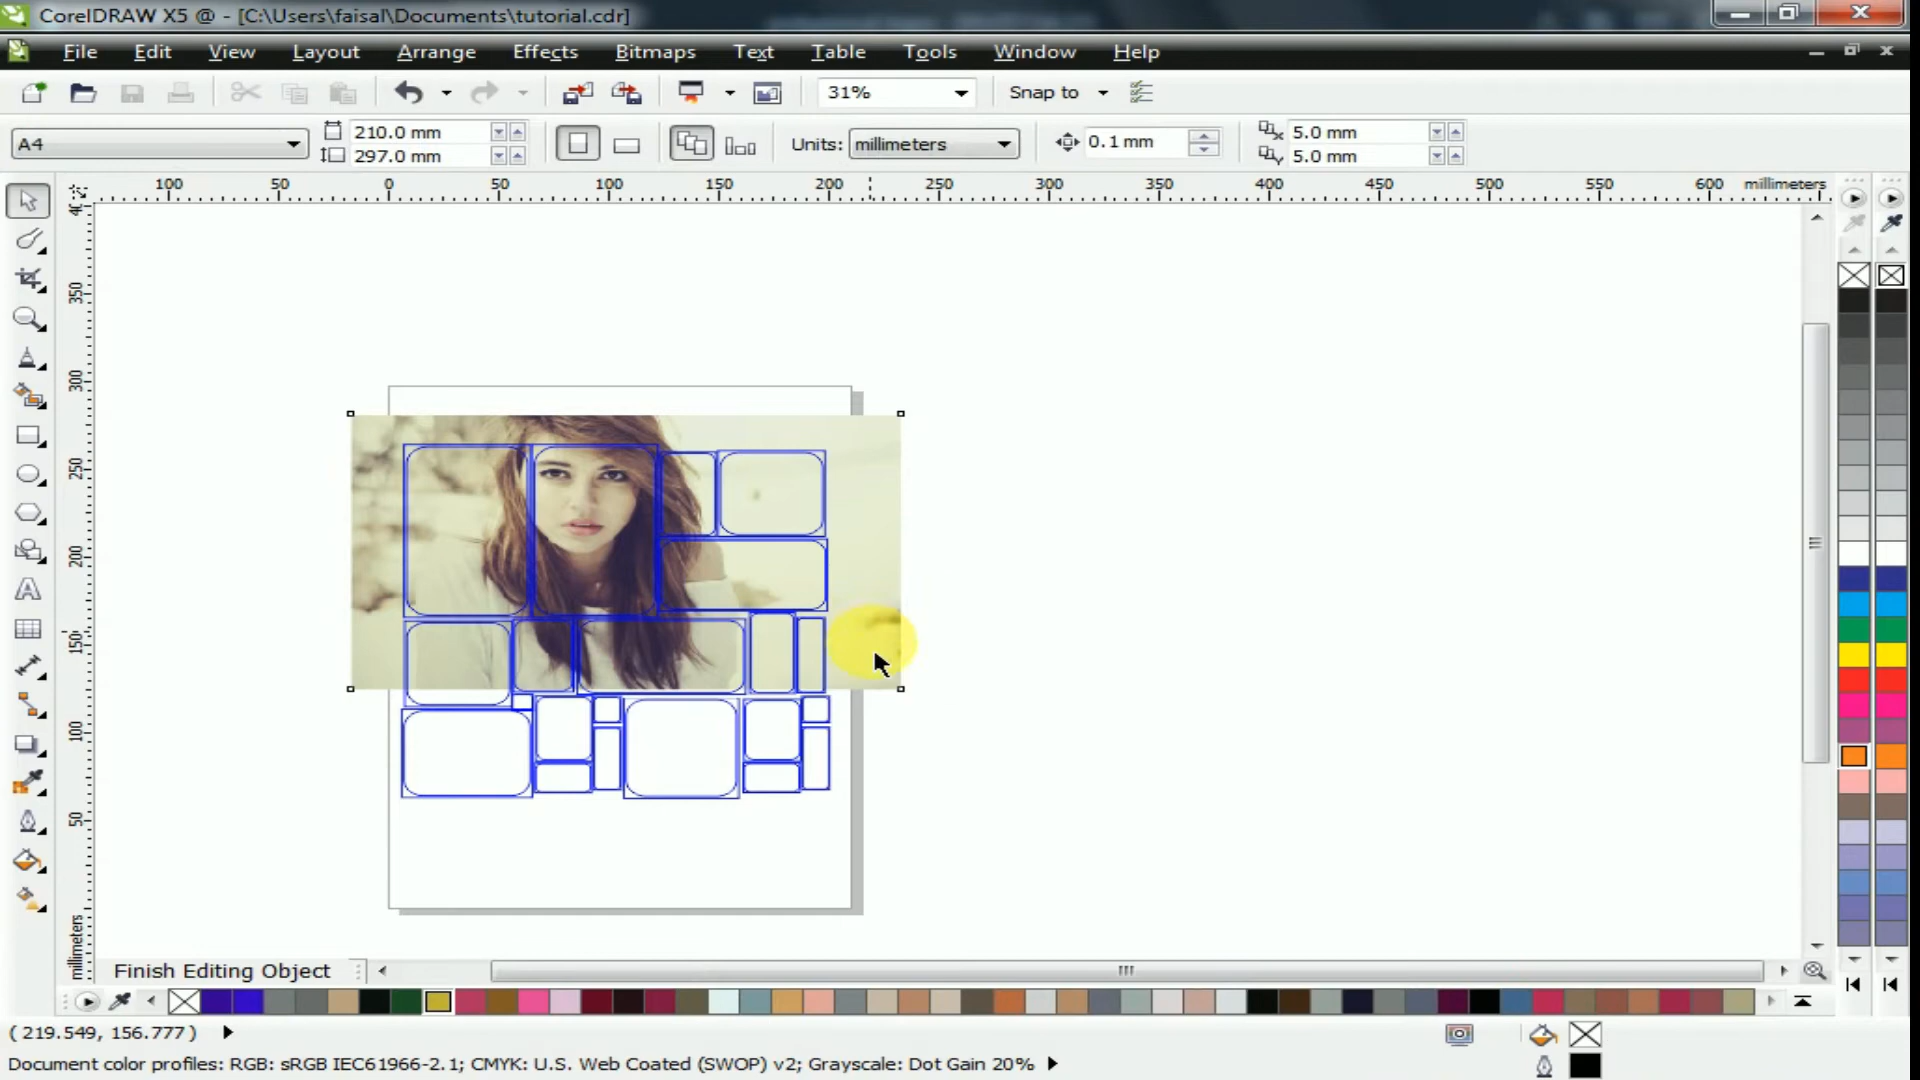 CorelDRAW X5 @ - [C:\Users\faisal\Documents\tutorial.cdr]
File Edit View Layout Arrange Effects Bitmaps Text Table Tools Window Help
31% Snap to
A4 210.0 mm 297.0 mm Units: millimeters 0.1 mm 5.0 mm 5.0 mm
100 50 0 50 100 150 200 250 300 350 400 450 500 550 600 millimeters
350
300
250
200
150
100
50
millimeters
Finish Editing Object
( 219.549, 156.777 )
Document color profiles: RGB: sRGB IEC61966-2.1; CMYK: U.S. Web Coated (SWOP) v2; Grayscale: Dot Gain 20%